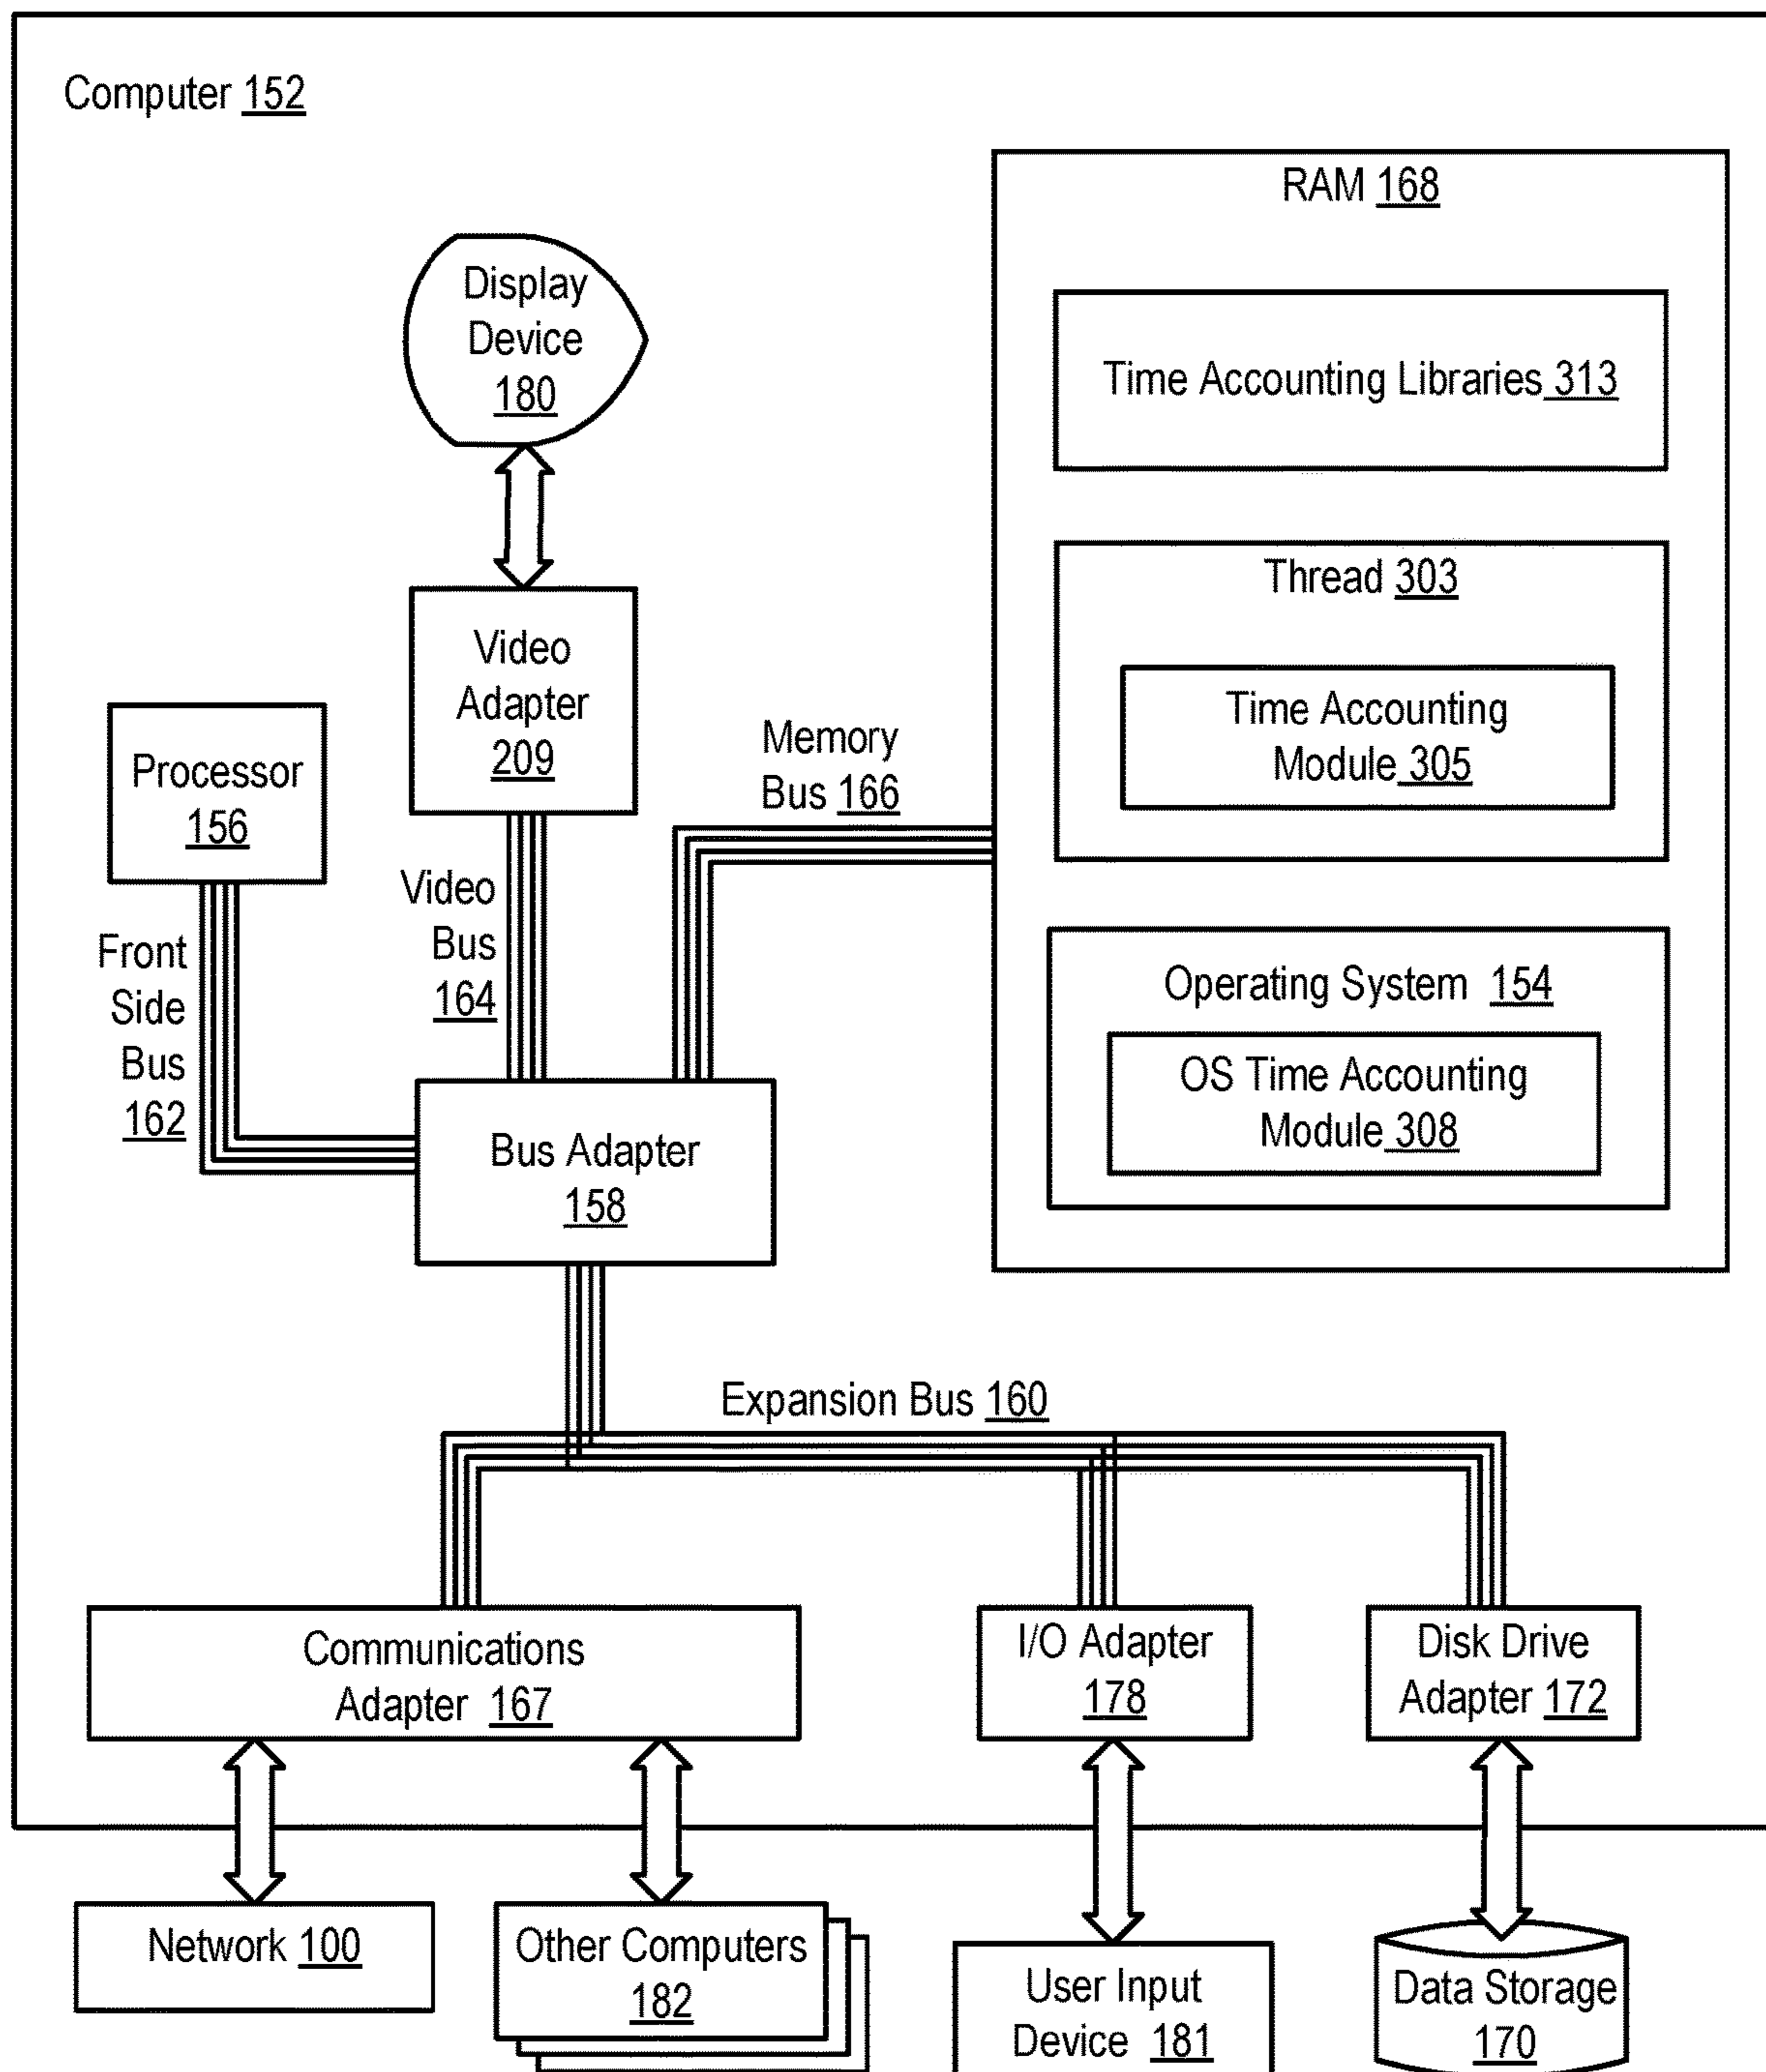 Computer 152
RAM 168
Display
Device
180
Time Accounting Libraries 313
Thread 303
Time Accounting
Module 305
Video
Adapter
209
Processor
156
Memory
Bus 166
Video
Bus
164
Front
Side
Bus
162
Operating System 154
OS Time Accounting
Module 308
Bus Adapter
158
Expansion Bus 160
Communications
Adapter 167
I/O Adapter
178
Disk Drive
Adapter 172
Network 100
Other Computers
182
User Input
Device 181
Data Storage
170